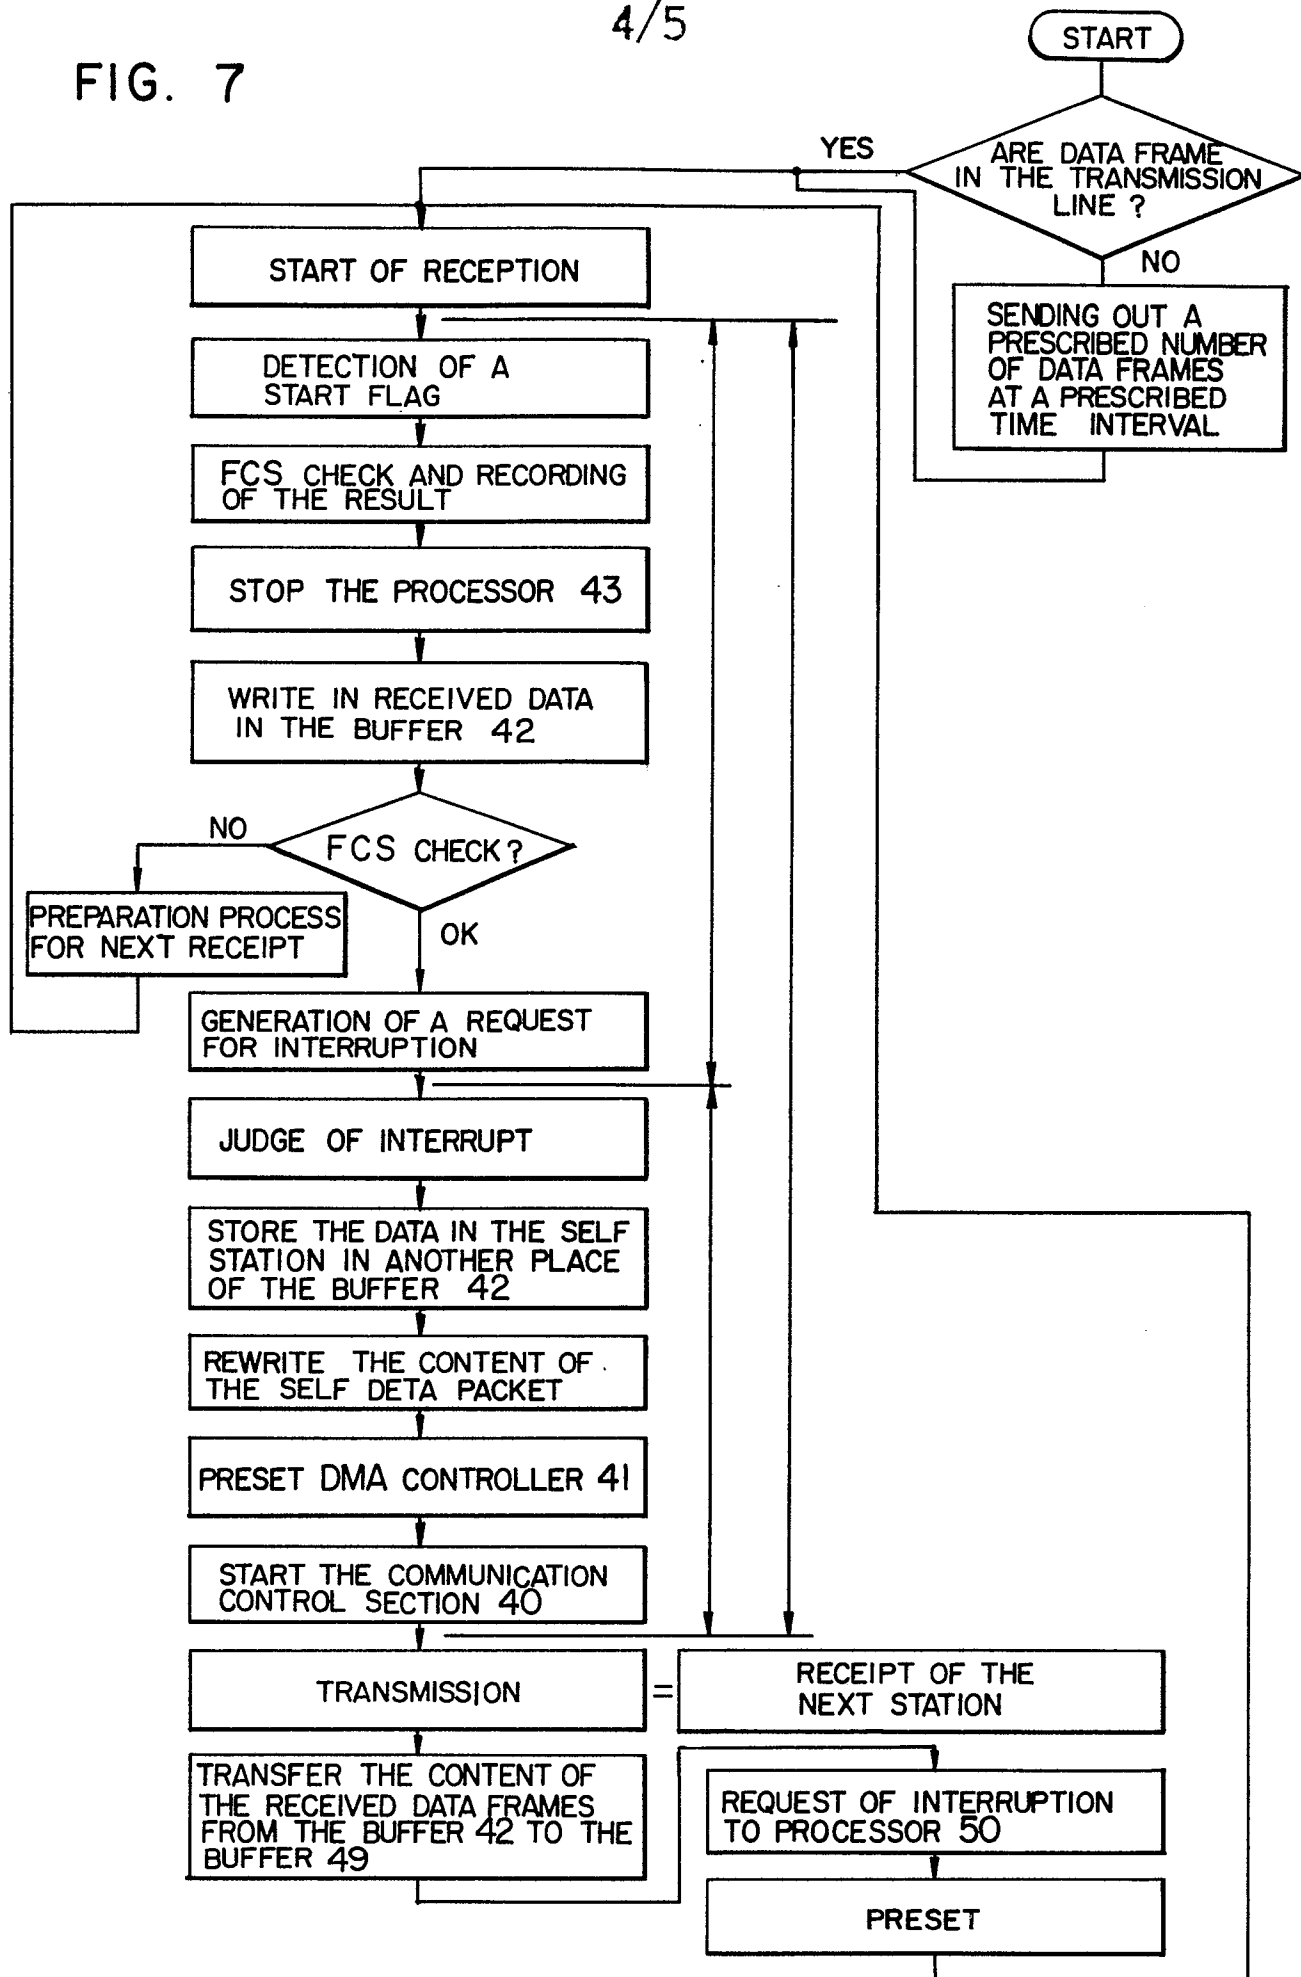 4/5
FIG. 7
START
ARE DATA FRAME
IN THE TRANSMISSION
LINE ?
YES
NO
SENDING OUT A
PRESCRIBED NUMBER
OF DATA FRAMES
AT A PRESCRIBED
TIME INTERVAL
START OF RECEPTION
DETECTION OF A
START FLAG
FCS CHECK AND RECORDING
OF THE RESULT
STOP THE PROCESSOR 43
WRITE IN RECEIVED DATA
IN THE BUFFER 42
FCS CHECK?
NO
PREPARATION PROCESS
FOR NEXT RECEIPT
OK
GENERATION OF A REQUEST
FOR INTERRUPTION
JUDGE OF INTERRUPT
STORE THE DATA IN THE SELF
STATION IN ANOTHER PLACE
OF THE BUFFER 42
REWRITE THE CONTENT OF
THE SELF DETA PACKET
PRESET DMA CONTROLLER 41
START THE COMMUNICATION
CONTROL SECTION 40
TRANSMISSION
=
RECEIPT OF THE
NEXT STATION
TRANSFER THE CONTENT OF
THE RECEIVED DATA FRAMES
FROM THE BUFFER 42 TO THE
BUFFER 49
REQUEST OF INTERRUPTION
TO PROCESSOR 50
PRESET